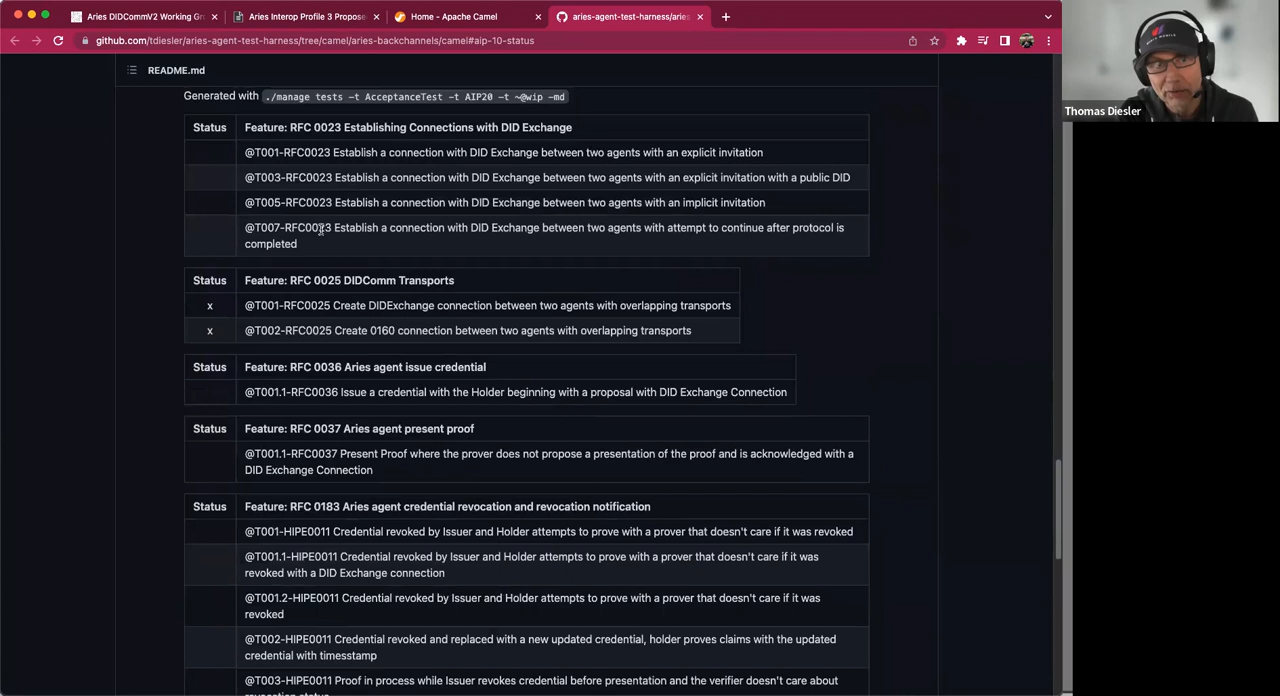 Aries DIDCommV2 Working Gro
Aries Interop Profile 3 Propose
Home - Apache Camel
aries-agent-test-harness/aries
github.com/tdiesler/aries-agent-test-harness/tree/camel/aries-backchannels/camel#aip-10-status
README.md
Thomas Diesler
Generated with ./manage tests -t AcceptanceTest -t AIP20 -t ~@wip -md
Status Feature: RFC 0023 Establishing Connections with DID Exchange
@T001-RFC0023 Establish a connection with DID Exchange between two agents with an explicit invitation
@T003-RFC0023 Establish a connection with DID Exchange between two agents with an explicit invitation with a public DID
@T005-RFC0023 Establish a connection with DID Exchange between two agents with an implicit invitation
@T007-RFC0023 Establish a connection with DID Exchange between two agents with attempt to continue after protocol is
completed
Status Feature: RFC 0025 DIDComm Transports
x @T001-RFC0025 Create DIDExchange connection between two agents with overlapping transports
x @T002-RFC0025 Create 0160 connection between two agents with overlapping transports
Status Feature: RFC 0036 Aries agent issue credential
@T001.1-RFC0036 Issue a credential with the Holder beginning with a proposal with DID Exchange Connection
Status Feature: RFC 0037 Aries agent present proof
@T001.1-RFC0037 Present Proof where the prover does not propose a presentation of the proof and is acknowledged with a
DID Exchange Connection
Status Feature: RFC 0183 Aries agent credential revocation and revocation notification
@T001-HIPE0011 Credential revoked by Issuer and Holder attempts to prove with a prover that doesn't care if it was revoked
@T001.1-HIPE0011 Credential revoked by Issuer and Holder attempts to prove with a prover that doesn't care if it was
revoked with a DID Exchange connection
@T001.2-HIPE0011 Credential revoked by Issuer and Holder attempts to prove with a prover that doesn't care if it was
revoked
@T002-HIPE0011 Credential revoked and replaced with a new updated credential, holder proves claims with the updated
credential with timesstamp
@T003-HIPE0011 Proof in process while Issuer revokes credential before presentation and the verifier doesn't care about
revocation status